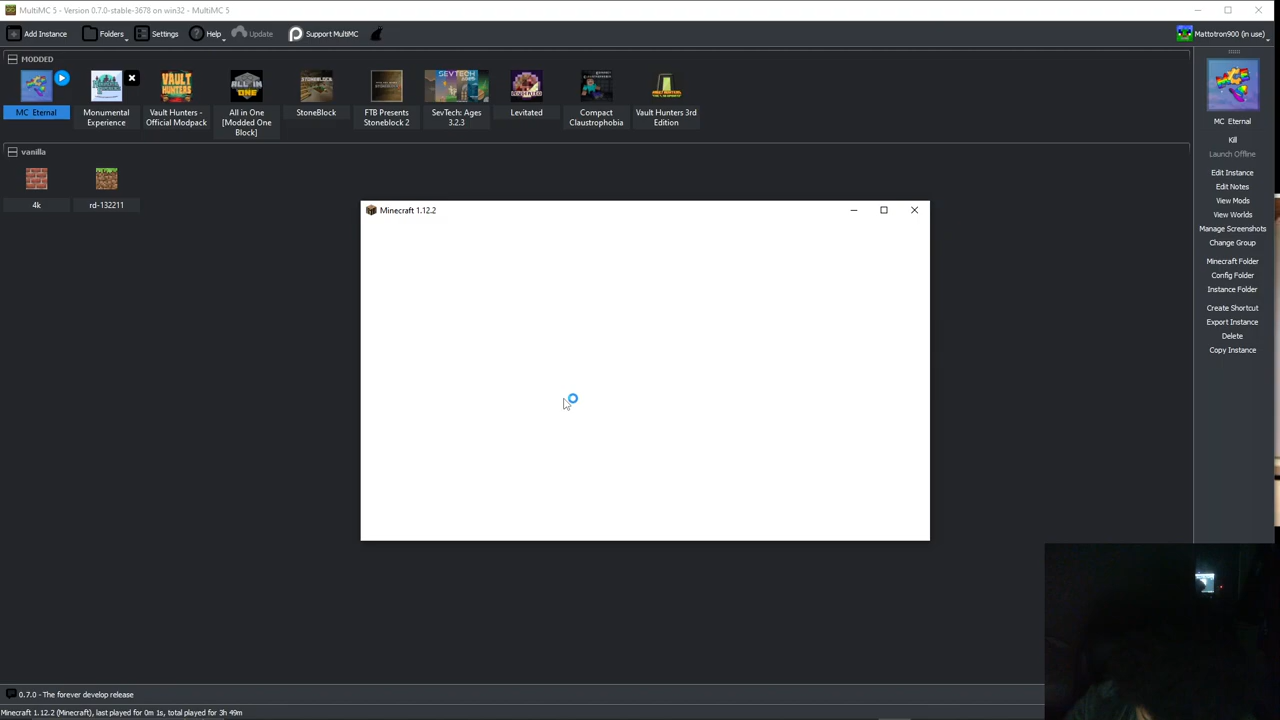 MultiMC 5 - Version 0.7.0-stable-3678 on win32 - MultiMC 5
Add Instance Folders Settings Help Update Support MultiMC Mattotron900 (in use)
MODDED
MC Eternal
Monumental Experience
Vault Hunters - Official Modpack
All in One [Modded One Block]
StoneBlock
FTB Presents Stoneblock 2
SevTech: Ages 3.2.3
Levitated
Compact Claustrophobia
Vault Hunters 3rd Edition
vanilla
4k
rd-132211
Minecraft 1.12.2
MC Eternal
Kill
Launch Offline
Edit Instance
Edit Notes
View Mods
View Worlds
Manage Screenshots
Change Group
Minecraft Folder
Config Folder
Instance Folder
Create Shortcut
Export Instance
Delete
Copy Instance
0.7.0 - The forever develop release
Minecraft 1.12.2 (Minecraft), last played for 0m 1s, total played for 3h 49m